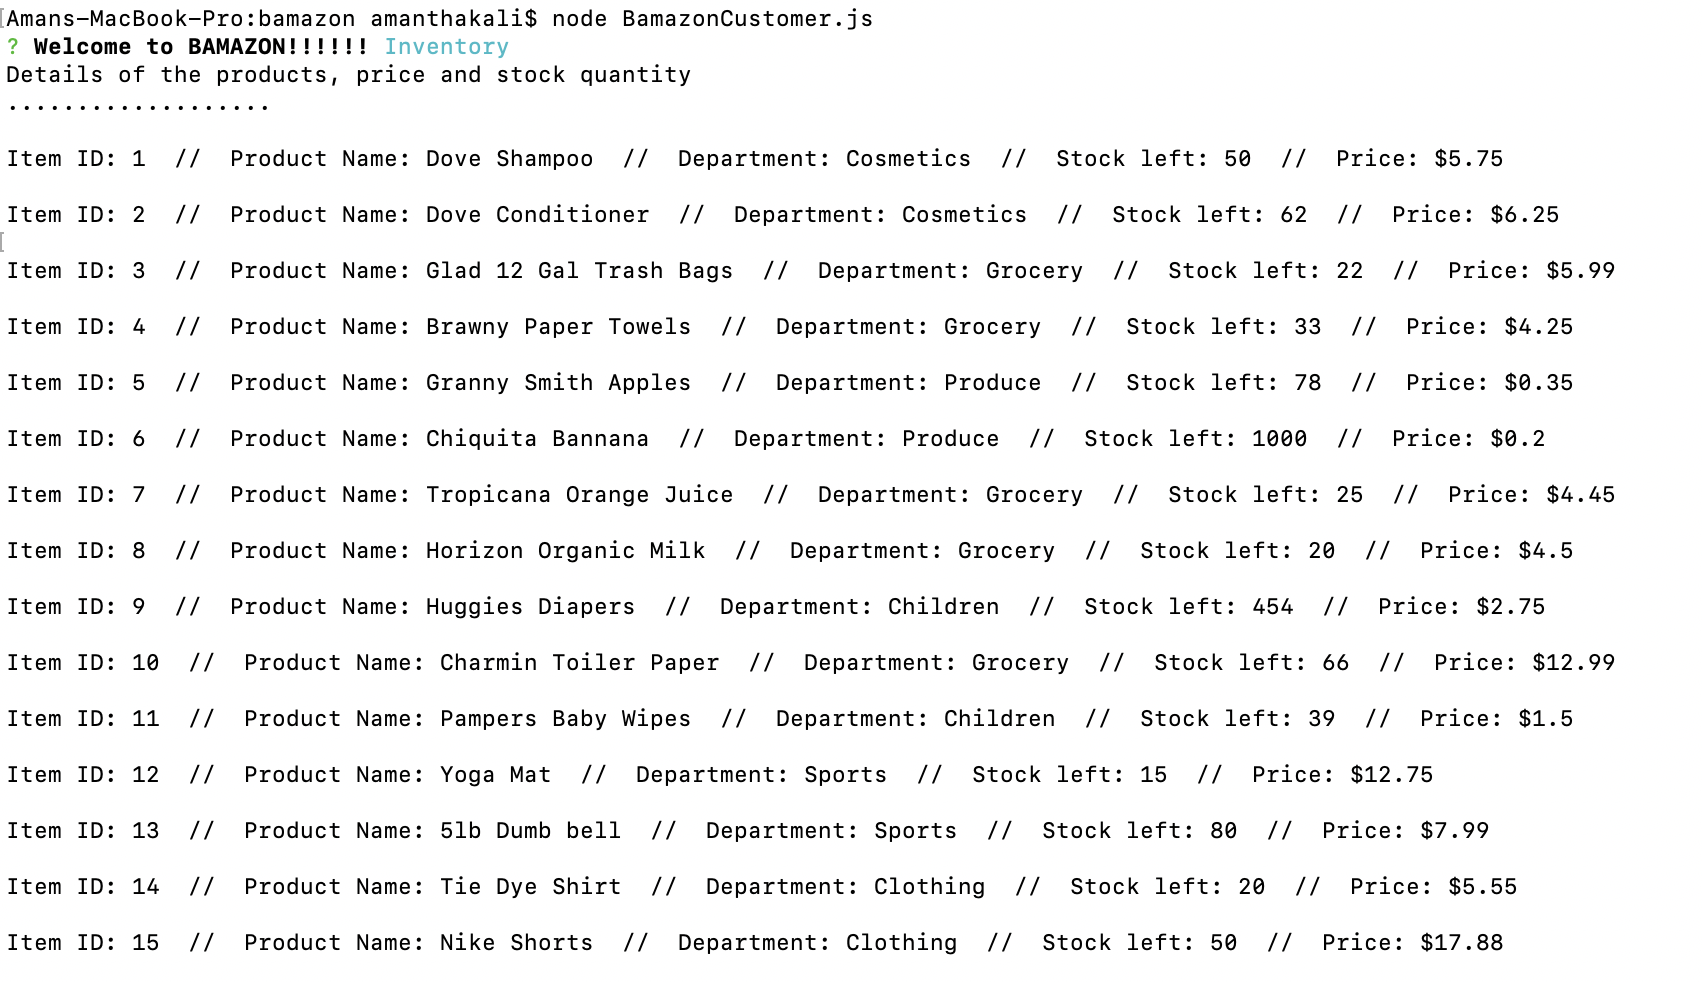 [Amans-MacBook-Pro:bamazon amanthakali$ node BamazonCustomer.js
? Welcome to BAMAZON!!!!!! Inventory
Details of the products, price and stock quantity
...................
Item ID: 1  //  Product Name: Dove Shampoo  //  Department: Cosmetics  //  Stock left: 50  //  Price: $5.75
Item ID: 2  //  Product Name: Dove Conditioner  //  Department: Cosmetics  //  Stock left: 62  //  Price: $6.25
[
Item ID: 3  //  Product Name: Glad 12 Gal Trash Bags  //  Department: Grocery  //  Stock left: 22  //  Price: $5.99
Item ID: 4  //  Product Name: Brawny Paper Towels  //  Department: Grocery  //  Stock left: 33  //  Price: $4.25
Item ID: 5  //  Product Name: Granny Smith Apples  //  Department: Produce  //  Stock left: 78  //  Price: $0.35
Item ID: 6  //  Product Name: Chiquita Bannana  //  Department: Produce  //  Stock left: 1000  //  Price: $0.2
Item ID: 7  //  Product Name: Tropicana Orange Juice  //  Department: Grocery  //  Stock left: 25  //  Price: $4.45
Item ID: 8  //  Product Name: Horizon Organic Milk  //  Department: Grocery  //  Stock left: 20  //  Price: $4.5
Item ID: 9  //  Product Name: Huggies Diapers  //  Department: Children  //  Stock left: 454  //  Price: $2.75
Item ID: 10  //  Product Name: Charmin Toiler Paper  //  Department: Grocery  //  Stock left: 66  //  Price: $12.99
Item ID: 11  //  Product Name: Pampers Baby Wipes  //  Department: Children  //  Stock left: 39  //  Price: $1.5
Item ID: 12  //  Product Name: Yoga Mat  //  Department: Sports  //  Stock left: 15  //  Price: $12.75
Item ID: 13  //  Product Name: 5lb Dumb bell  //  Department: Sports  //  Stock left: 80  //  Price: $7.99
Item ID: 14  //  Product Name: Tie Dye Shirt  //  Department: Clothing  //  Stock left: 20  //  Price: $5.55
Item ID: 15  //  Product Name: Nike Shorts  //  Department: Clothing  //  Stock left: 50  //  Price: $17.88